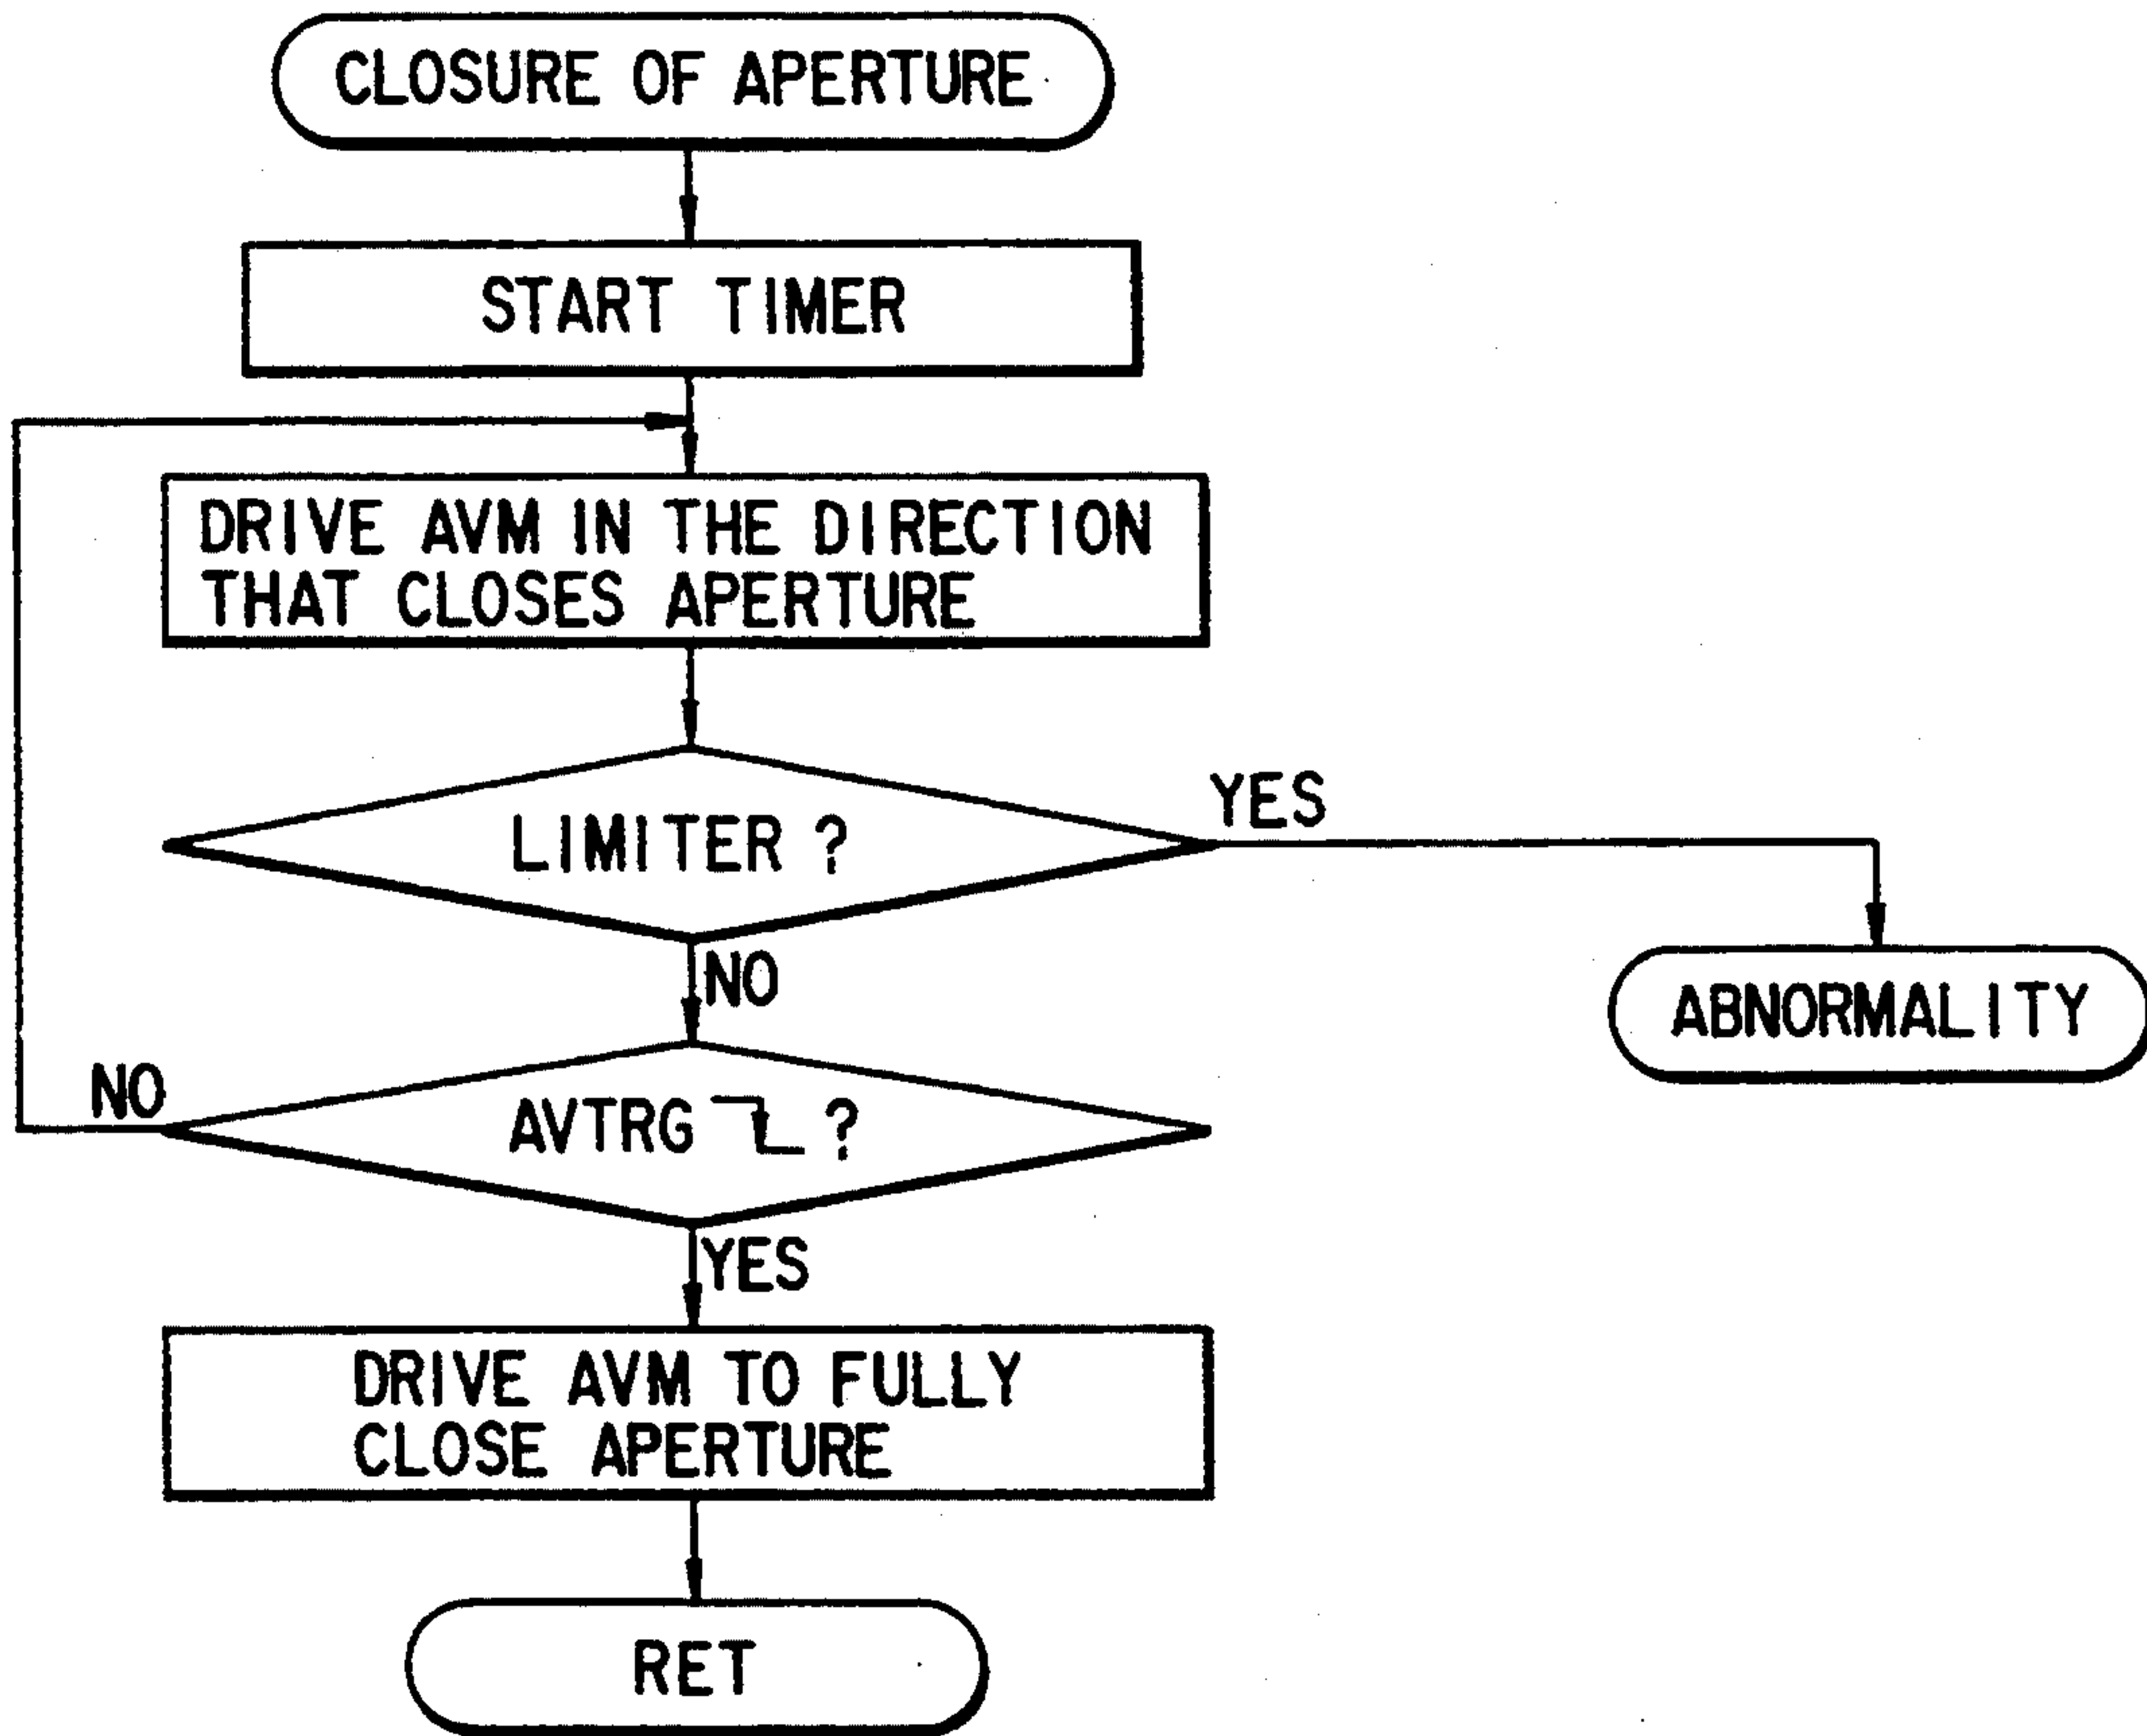 CLOSURE OF APERTURE
START TIMER
DRIVE AVM IN THE DIRECTION
THAT CLOSES APERTURE
LIMITER ?
YES
NO
ABNORMALITY
NO
AVTRG ?
YES
DRIVE AVM TO FULLY
CLOSE APERTURE
RET